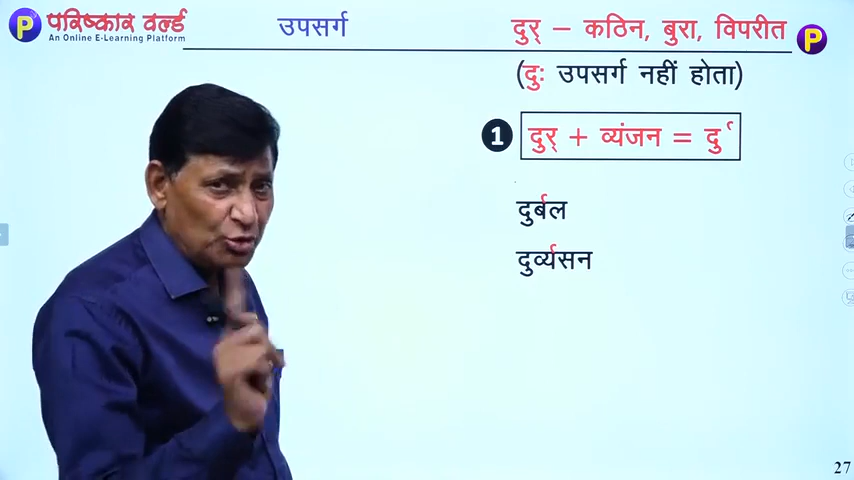 P परिष्कार वर्ल्ड
An Online E-Learning Platform
उपसर्ग
दुर् – कठिन, बुरा, विपरीत
P
(दुः उपसर्ग नहीं होता)
1 दुर् + व्यंजन = दुर्
दुर्बल
दुर्व्यसन
27